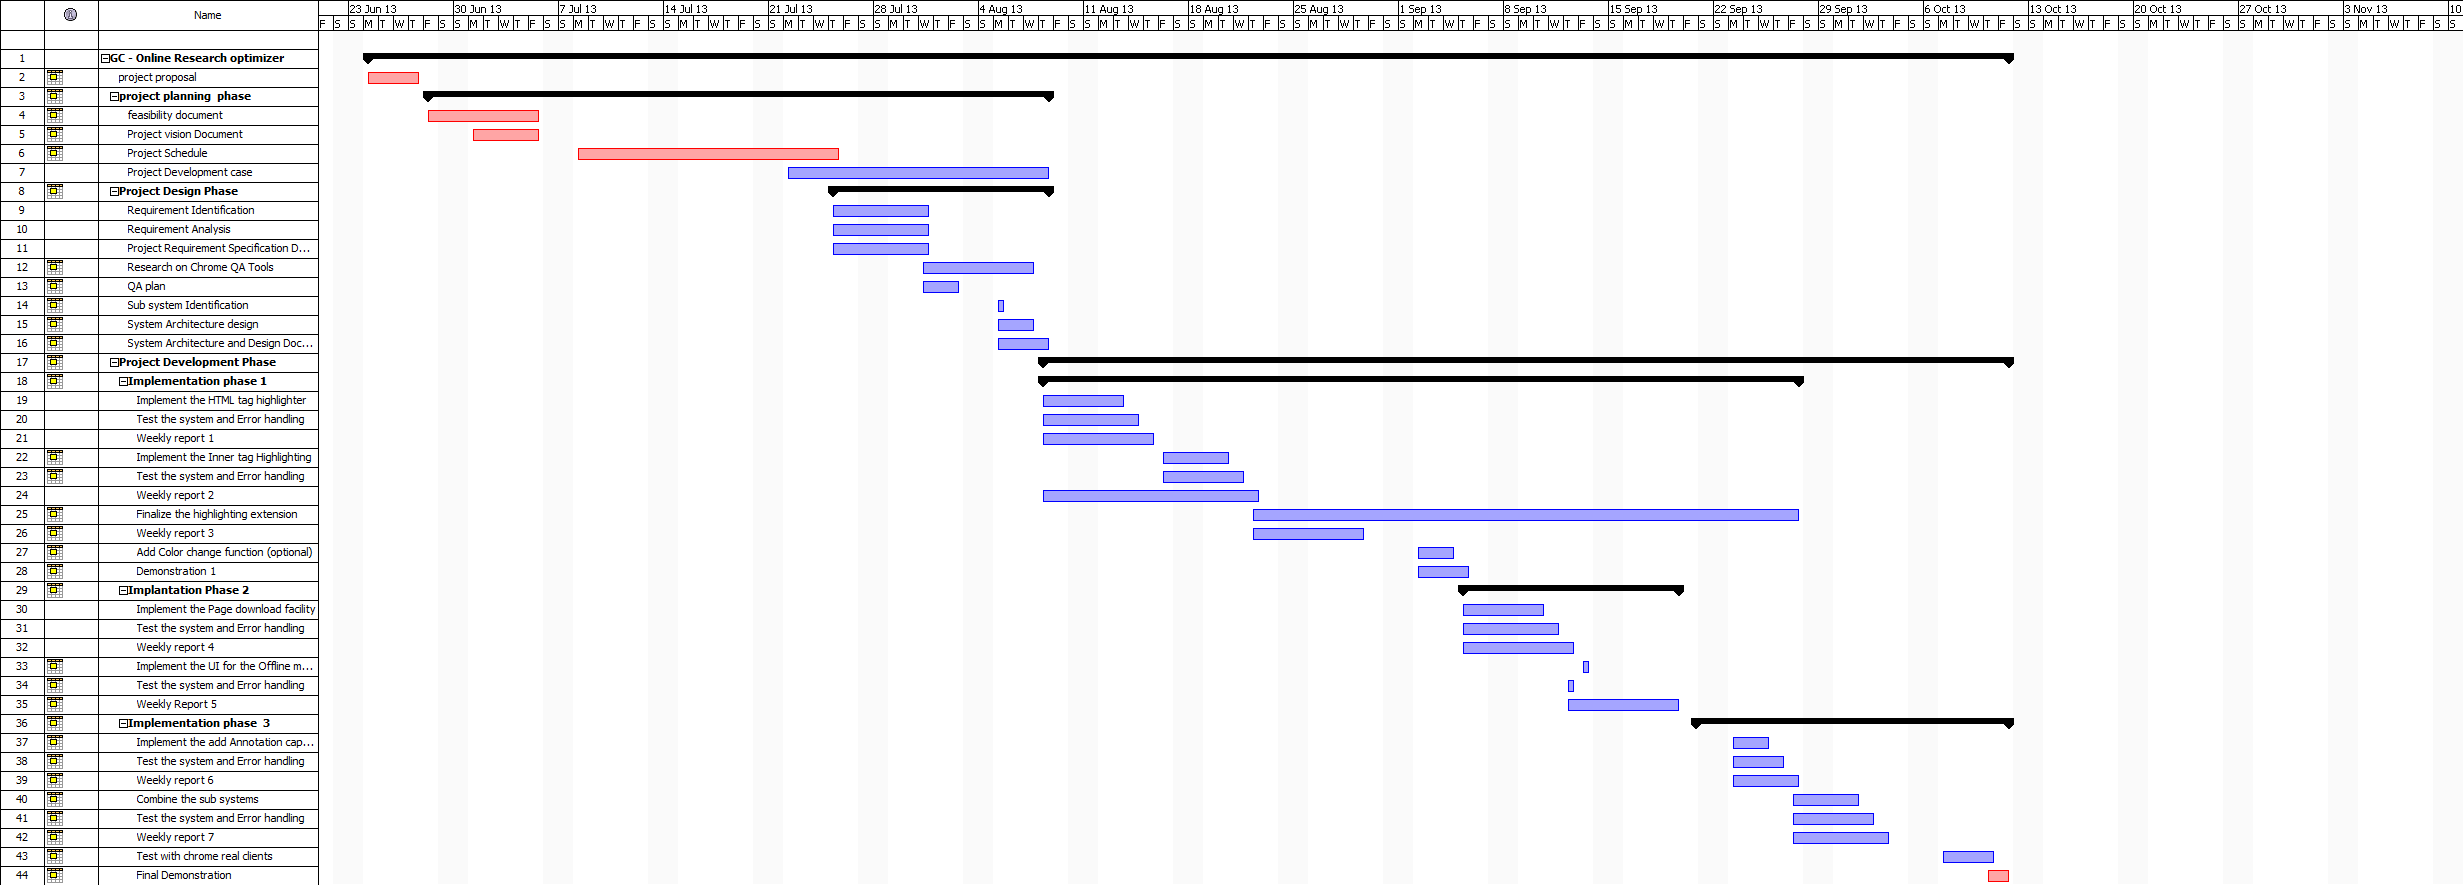 Name
23 Jun 13 30 Jun 13 7 Jul 13 14 Jul 13 21 Jul 13 28 Jul 13 4 Aug 13 11 Aug 13 18 Aug 13 25 Aug 13 1 Sep 13 8 Sep 13 15 Sep 13 22 Sep 13 29 Sep 13 6 Oct 13 13 Oct 13 20 Oct 13 27 Oct 13 3 Nov 13 10
F S S M T W T F S S M T W T F S S M T W T F S S M T W T F S S M T W T F S S M T W T F S S M T W T F S S M T W T F S S M T W T F S S M T W T F S S M T W T F S S M T W T F S S M T W T F S S M T W T F S S M T W T F S S M T W T F S S M T W T F S S M T W T F S S M T W T F S S M T W T F S S
1 GC - Online Research optimizer
2 project proposal
3 project planning phase
4 feasibility document
5 Project vision Document
6 Project Schedule
7 Project Development case
8 Project Design Phase
9 Requirement Identification
10 Requirement Analysis
11 Project Requirement Specification D...
12 Research on Chrome QA Tools
13 QA plan
14 Sub system Identification
15 System Architecture design
16 System Architecture and Design Doc...
17 Project Development Phase
18 Implementation phase 1
19 Implement the HTML tag highlighter
20 Test the system and Error handling
21 Weekly report 1
22 Implement the Inner tag Highlighting
23 Test the system and Error handling
24 Weekly report 2
25 Finalize the highlighting extension
26 Weekly report 3
27 Add Color change function (optional)
28 Demonstration 1
29 Implantation Phase 2
30 Implement the Page download facility
31 Test the system and Error handling
32 Weekly report 4
33 Implement the UI for the Offline m...
34 Test the system and Error handling
35 Weekly Report 5
36 Implementation phase 3
37 Implement the add Annotation cap...
38 Test the system and Error handling
39 Weekly report 6
40 Combine the sub systems
41 Test the system and Error handling
42 Weekly report 7
43 Test with chrome real clients
44 Final Demonstration